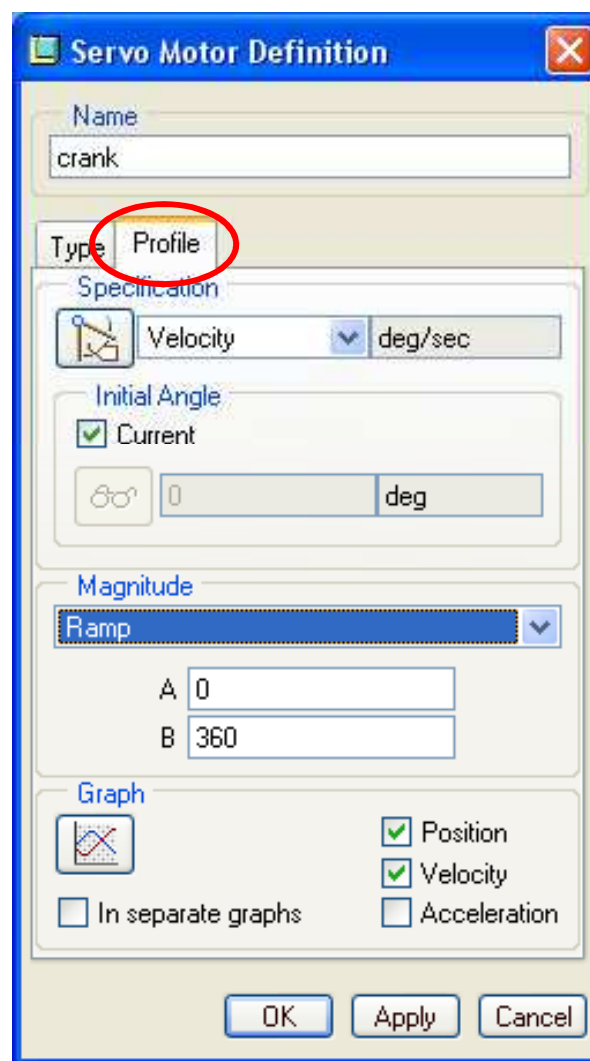 Servo Motor Definition
Name
crank
Type Profile
Specification
Velocity deg/sec
Initial Angle
Current
0 deg
Magnitude
Ramp
A 0
B 360
Graph
Position
Velocity
In separate graphs Acceleration
OK Apply Cancel